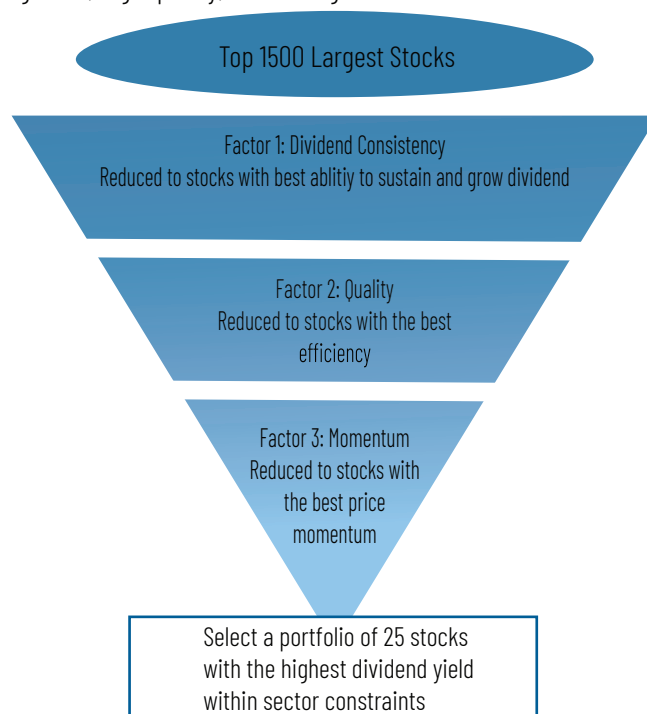 Top 1500 Largest Stocks
Factor 1: Dividend Consistency
Reduced to stocks with best ablitiy to sustain and grow dividend
Factor 2: Quality
Reduced to stocks with the best
efficiency
Factor 3: Momentum
Reduced to stocks with
the best price
momentum
Select a portfolio of 25 stocks
with the highest dividend yield
within sector constraints